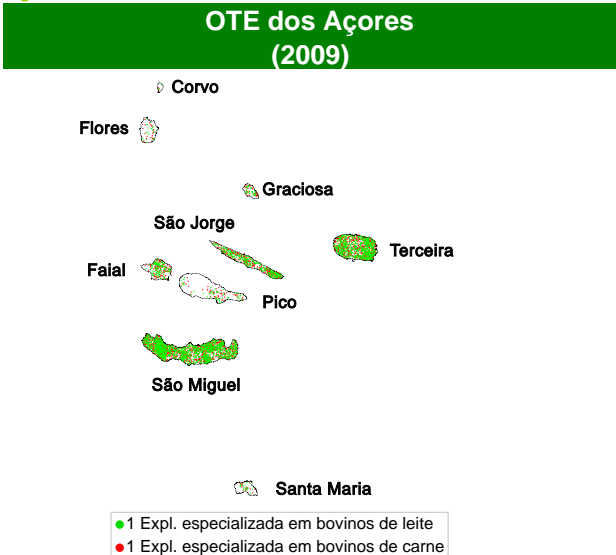 OTE dos Açores
(2009)
Corvo
Flores
Graciosa
São Jorge
Terceira
Faial
Pico
São Miguel
Santa Maria
1 Expl. especializada em bovinos de leite
1 Expl. especializada em bovinos de carne